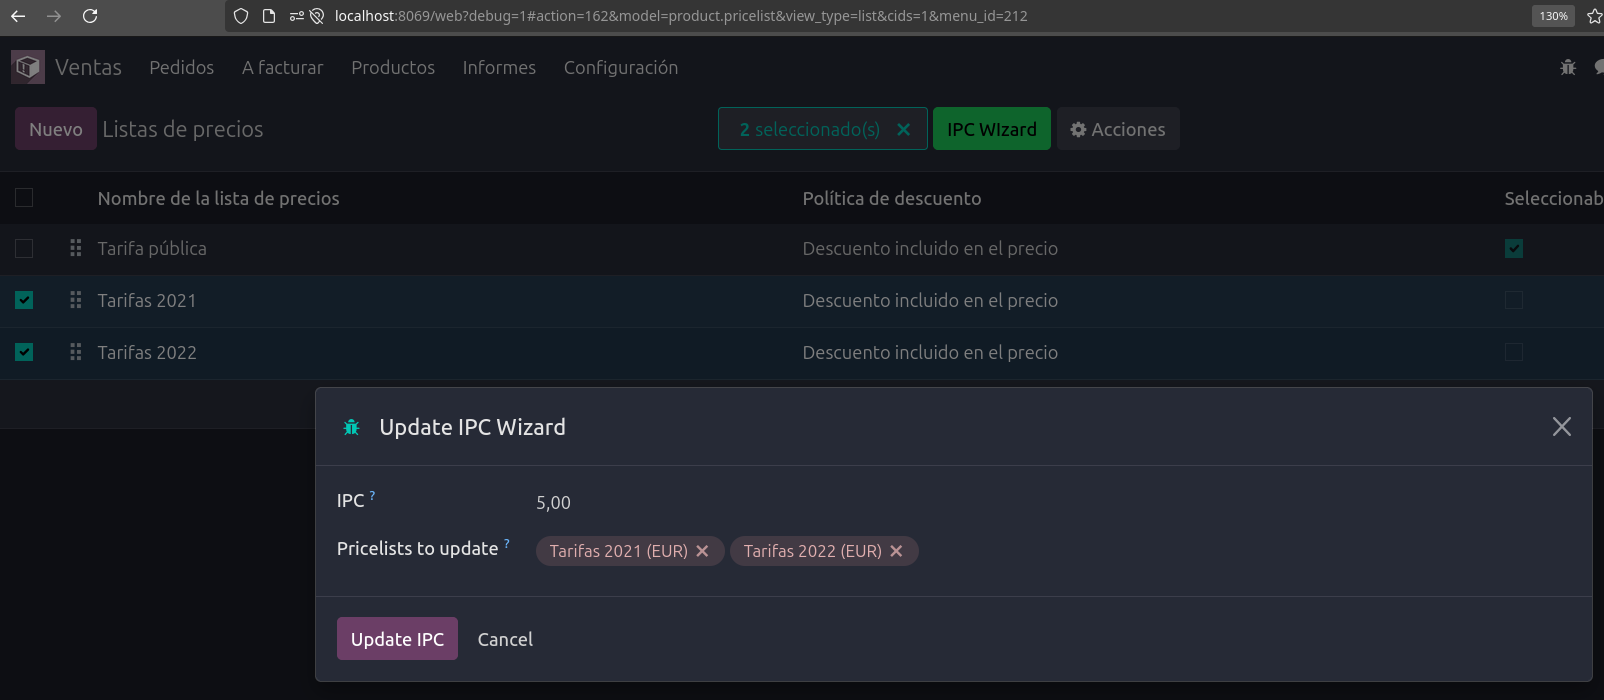 localhost:8069/web?debug=1#action=162&model=product.pricelist&view_type=list&cids=1&menu_id=212 130%
Ventas Pedidos A facturar Productos Informes Configuración
Nuevo Listas de precios 2 seleccionado(s) IPC WIzard Acciones
Nombre de la lista de precios Política de descuento Seleccionab
Tarifa pública Descuento incluido en el precio
Tarifas 2021 Descuento incluido en el precio
Tarifas 2022 Descuento incluido en el precio
Update IPC Wizard
IPC ? 5,00
Pricelists to update ? Tarifas 2021 (EUR) Tarifas 2022 (EUR)
Update IPC Cancel